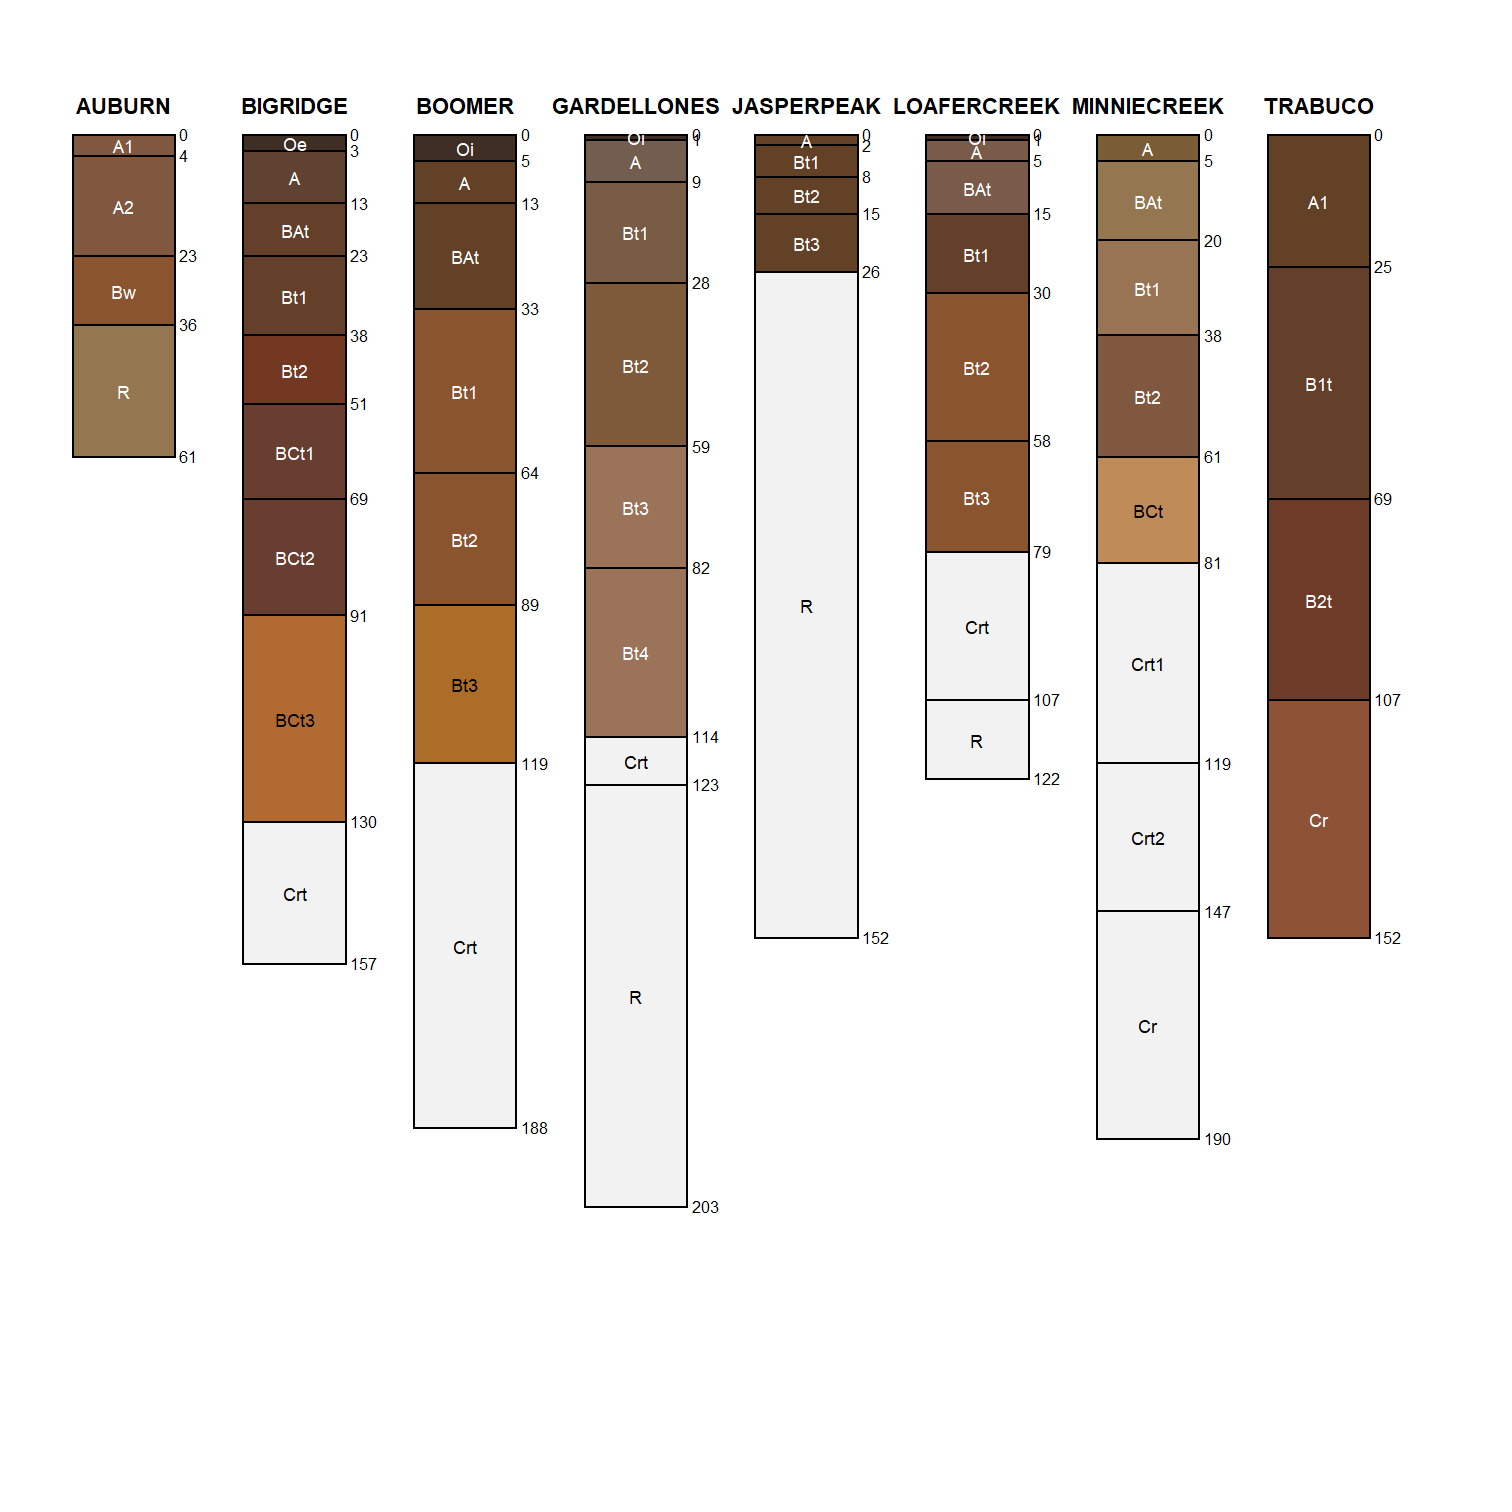 AUBURN BIGRIDGE BOOMER GARDELLONES JASPERPEAK LOAFERCREEK MINNIECREEK TRABUCO
A1
A2
Bw
R
0
4
23
36
61
Oe
A
BAt
Bt1
Bt2
BCt1
BCt2
BCt3
Crt
0
3
13
23
38
51
69
91
130
157
Oi
A
BAt
Bt1
Bt2
Bt3
Crt
0
5
13
33
64
89
119
188
Oi
A
Bt1
Bt2
Bt3
Bt4
Crt
R
0
1
9
28
59
82
114
123
203
A
Bt1
Bt2
Bt3
R
0
2
8
15
26
152
Oi
A
BAt
Bt1
Bt2
Bt3
Crt
R
0
1
5
15
30
58
79
107
122
A
BAt
Bt1
Bt2
BCt
Crt1
Crt2
Cr
0
5
20
38
61
81
119
147
190
A1
B1t
B2t
Cr
0
25
69
107
152